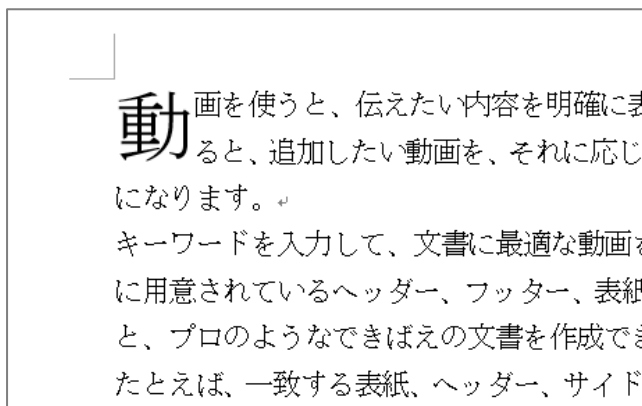 動画を使うと、伝えたい内容を明確に表
ると、追加したい動画を、それに応じ
になります。
キーワードを入力して、文書に最適な動画を
に用意されているヘッダー、フッター、表紙
と、プロのようなできばえの文書を作成でき
たとえば、一致する表紙、ヘッダー、サイド